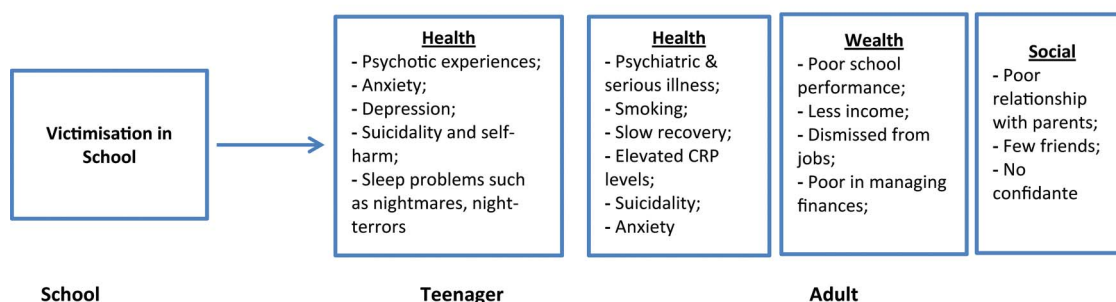 Victimisation in
School
Health
- Psychotic experiences;
- Anxiety;
- Depression;
- Suicidality and self-
harm;
- Sleep problems such
as nightmares, night-
terrors
Health
- Psychiatric &
serious illness;
- Smoking;
- Slow recovery;
- Elevated CRP
levels;
- Suicidality;
- Anxiety
Wealth
- Poor school
performance;
- Less income;
- Dismissed from
jobs;
- Poor in managing
finances;
Social
- Poor
relationship
with parents;
- Few friends;
- No
confidante
School
Teenager
Adult